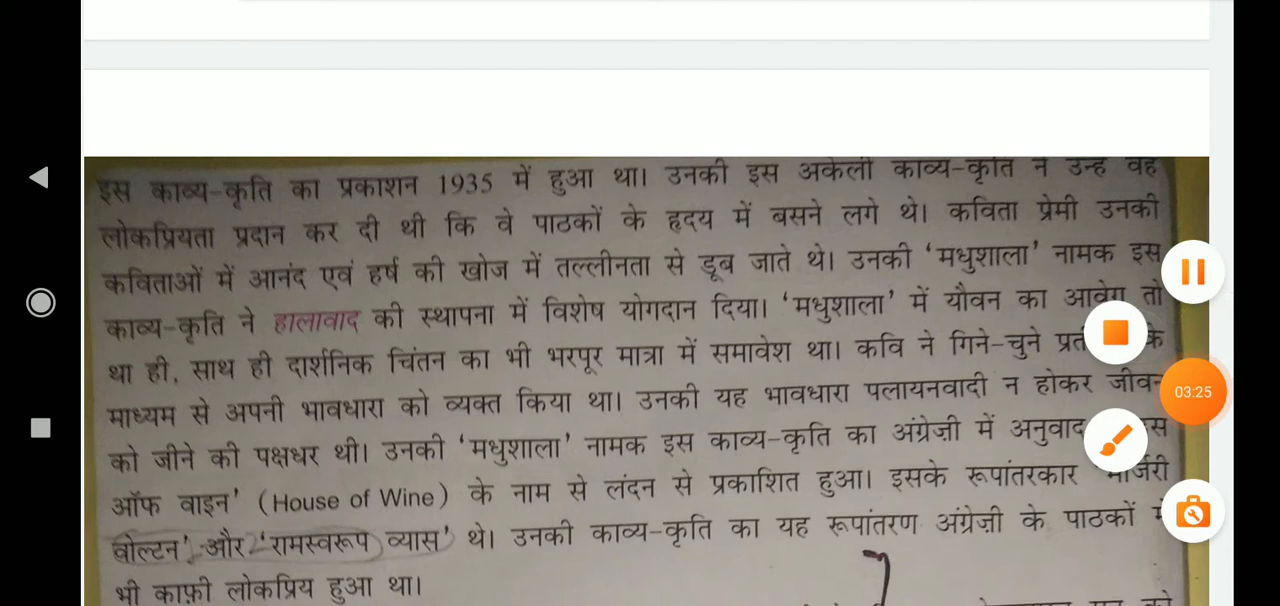 इस काव्य-कृति का प्रकाशन 1935 में हुआ था। उनकी इस अकेली काव्य-कृति ने उन्हें वह
लोकप्रियता प्रदान कर दी थी कि वे पाठकों के हृदय में बसने लगे थे। कविता प्रेमी उनकी
कविताओं में आनंद एवं हर्ष की खोज में तल्लीनता से डूब जाते थे। उनकी ‘मधुशाला’ नामक इस
काव्य-कृति ने हालावाद की स्थापना में विशेष योगदान दिया। ‘मधुशाला’ में यौवन का आवेग तो
था ही, साथ ही दार्शनिक चिंतन का भी भरपूर मात्रा में समावेश था। कवि ने गिने-चुने के
माध्यम से अपनी भावधारा को व्यक्त किया था। उनकी यह भावधारा पलायनवादी न होकर जीवन
को जीने की पक्षधर थी। उनकी ‘मधुशाला’ नामक इस काव्य-कृति का अंग्रेज़ी में अनुवाद
ऑफ वाइन’ (House of Wine) के नाम से लंदन से प्रकाशित हुआ। इसके रूपांतरकार मार्जरी
बोल्टन’ और ‘रामस्वरूप व्यास’ थे। उनकी काव्य-कृति का यह रूपांतरण अंग्रेज़ी के पाठकों में
भी काफ़ी लोकप्रिय हुआ था।
03:25